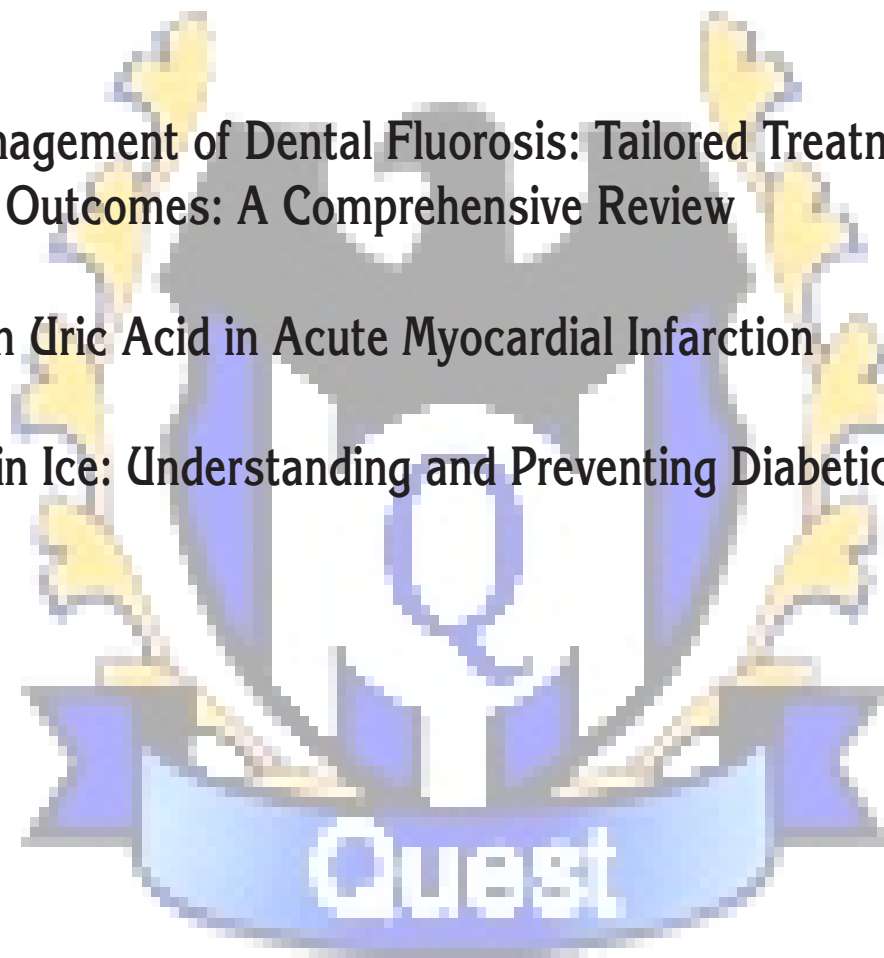 nagement of Dental Fluorosis: Tailored Treatn
Outcomes: A Comprehensive Review
n Uric Acid in Acute Myocardial Infarction
in Ice: Understanding and Preventing Diabetic
Q
Quest